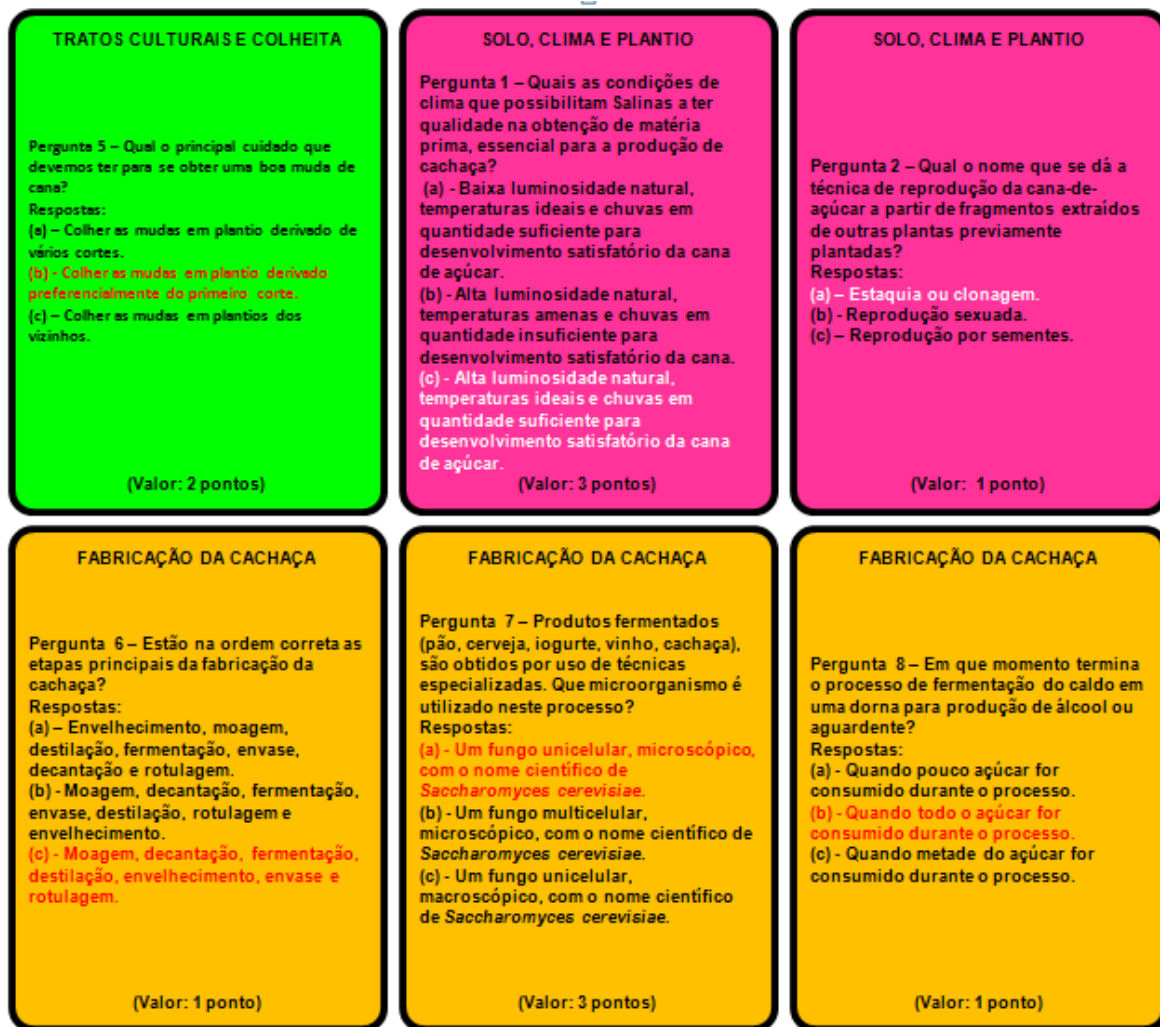 TRATOS CULTURAIS E COLHEITA
Pergunta 5 – Qual o principal cuidado que
devemos ter para se obter uma boa muda de
cana?
Respostas:
(a) – Colher as mudas em plantio derivado de
vários cortes.
(b) - Colher as mudas em plantio derivado
preferencialmente do primeiro corte.
(c) – Colher as mudas em plantios dos
vizinhos.
(Valor: 2 pontos)
SOLO, CLIMA E PLANTIO
Pergunta 1 – Quais as condições de
clima que possibilitam Salinas a ter
qualidade na obtenção de matéria
prima, essencial para a produção de
cachaça?
(a) - Baixa luminosidade natural,
temperaturas ideais e chuvas em
quantidade suficiente para
desenvolvimento satisfatório da cana
de açúcar.
(b) - Alta luminosidade natural,
temperaturas amenas e chuvas em
quantidade insuficiente para
desenvolvimento satisfatório da cana.
(c) - Alta luminosidade natural,
temperaturas ideais e chuvas em
quantidade suficiente para
desenvolvimento satisfatório da cana
de açúcar.
(Valor: 3 pontos)
SOLO, CLIMA E PLANTIO
Pergunta 2 – Qual o nome que se dá a
técnica de reprodução da cana-de-
açúcar a partir de fragmentos extraídos
de outras plantas previamente
plantadas?
Respostas:
(a) – Estaquia ou clonagem.
(b) - Reprodução sexuada.
(c) – Reprodução por sementes.
(Valor: 1 ponto)
FABRICAÇÃO DA CACHAÇA
Pergunta 6 – Estão na ordem correta as
etapas principais da fabricação da
cachaça?
Respostas:
(a) – Envelhecimento, moagem,
destilação, fermentação, envase,
decantação e rotulagem.
(b) - Moagem, decantação, fermentação,
envase, destilação, rotulagem e
envelhecimento.
(c) - Moagem, decantação, fermentação,
destilação, envelhecimento, envase e
rotulagem.
(Valor: 1 ponto)
FABRICAÇÃO DA CACHAÇA
Pergunta 7 – Produtos fermentados
(pão, cerveja, iogurte, vinho, cachaça),
são obtidos por uso de técnicas
especializadas. Que microorganismo é
utilizado neste processo?
Respostas:
(a) - Um fungo unicelular, microscópico,
com o nome científico de
Saccharomyces cerevisiae.
(b) - Um fungo multicelular,
microscópico, com o nome científico de
Saccharomyces cerevisiae.
(c) - Um fungo unicelular,
macroscópico, com o nome científico
de Saccharomyces cerevisiae.
(Valor: 3 pontos)
FABRICAÇÃO DA CACHAÇA
Pergunta 8 – Em que momento termina
o processo de fermentação do caldo em
uma dorna para produção de álcool ou
aguardente?
Respostas:
(a) - Quando pouco açúcar for
consumido durante o processo.
(b) - Quando todo o açúcar for
consumido durante o processo.
(c) - Quando metade do açúcar for
consumido durante o processo.
(Valor: 1 ponto)